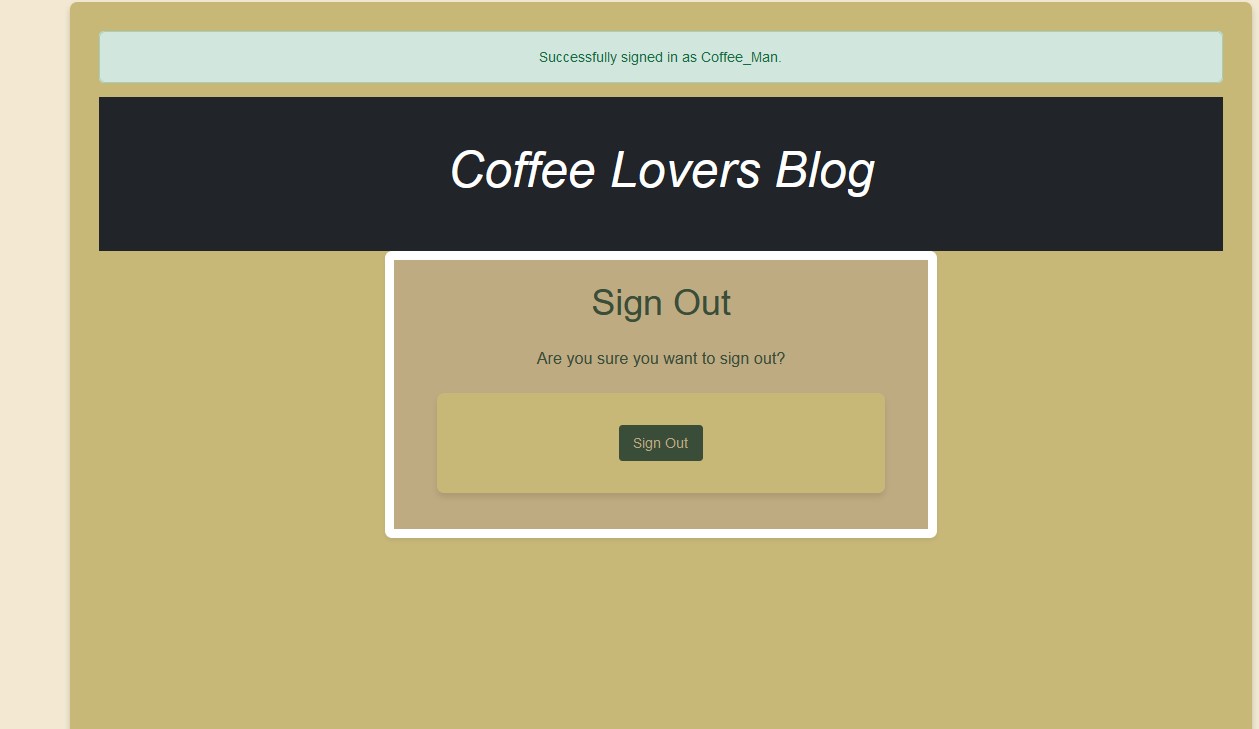 Successfully signed in as Coffee_Man.
Coffee Lovers Blog
Sign Out
Are you sure you want to sign out?
Sign Out